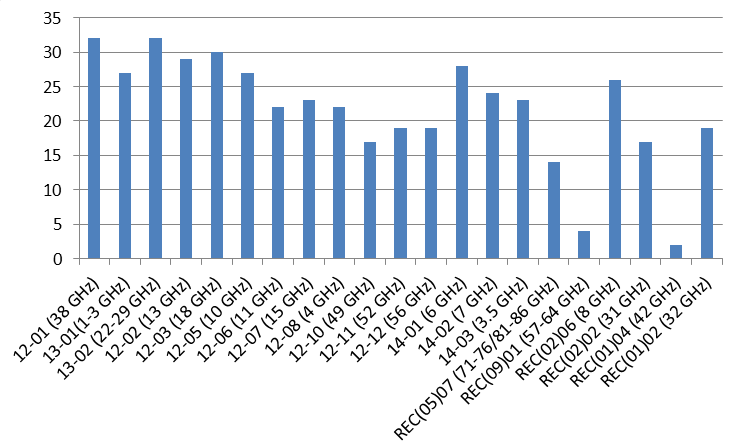 35
30
25
20
15
10
5
0
12-01 (38 GHz)
13-01(1-3 GHz)
13-02 (22-29 GHz)
12-02 (13 GHz)
12-03 (18 GHz)
12-05 (10 GHz)
12-06 (11 GHz)
12-07 (15 GHz)
12-08 (4 GHz)
12-10 (49 GHz)
12-11 (52 GHz)
12-12 (56 GHz)
14-01 (6 GHz)
14-02 (7 GHz)
14-03 (3.5 GHz)
REC(05)07 (71-76/81-86 GHz)
REC(09)01 (57-64 GHz)
REC(02)06 (8 GHz)
REC(02)02 (31 GHz)
REC(01)04 (42 GHz)
REC(01)02 (32 GHz)